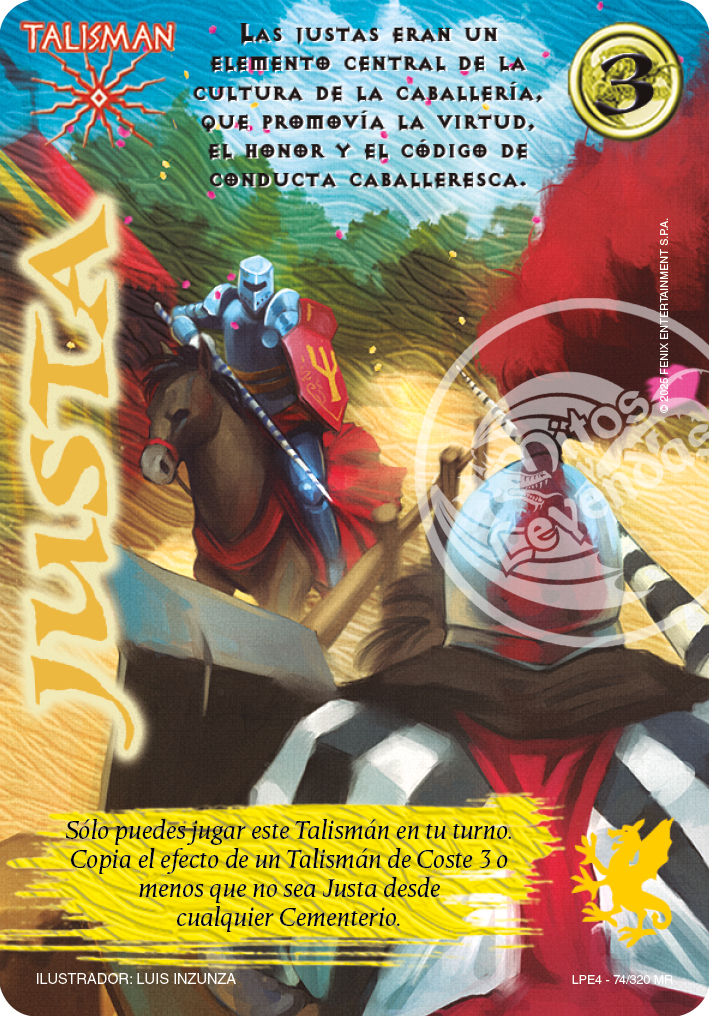 TALISMAN
Las justas eran un
elemento central de la
cultura de la caballería,
que promovía la virtud,
el honor y el código de
conducta caballeresca.
3
JUSTA
© 2025 FENIX ENTERTAINMENT S.P.A.
Mitos
Leyendas
Sólo puedes jugar este Talismán en tu turno.
Copia el efecto de un Talismán de Coste 3 o
menos que no sea Justa desde
cualquier Cementerio.
ILUSTRADOR: LUIS INZUNZA
LPE4 - 74/320 MR